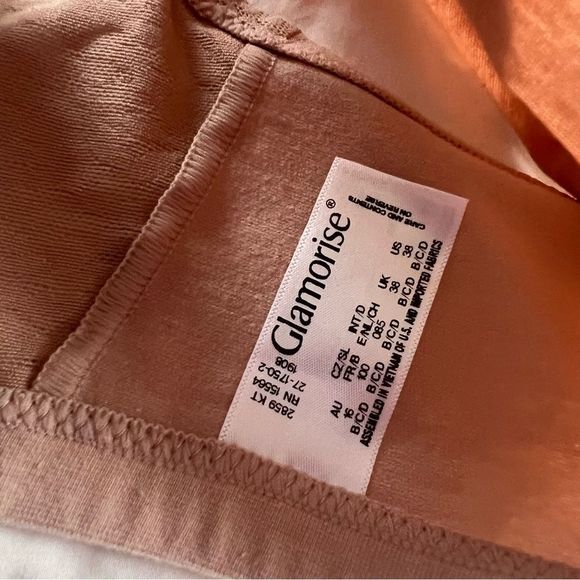 CARE AND CONTENTS
ON REVERSE
Glamorise®
1906
27-1750-2
RN 15564
2859 KT
US UK INT/D CZ/SL AU
38 38 E/NL/CH FR/B 16
B/C/D B/C/D 085 100 B/C/D
B/C/D B/C/D
ASSEMBLED IN VIETNAM OF U.S. AND IMPORTED FABRICS